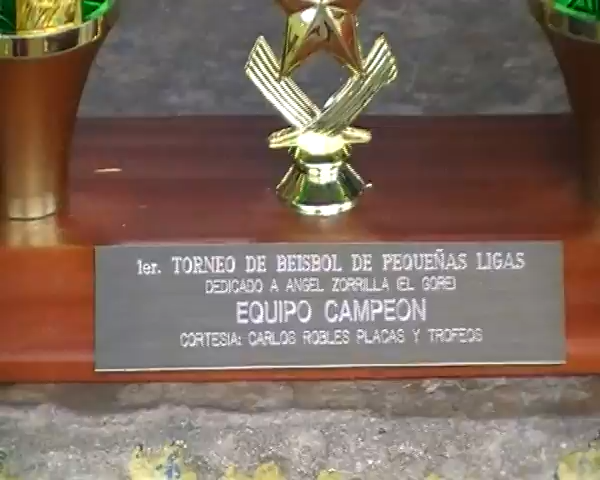 1er. TORNEO DE BEISBOL DE PEQUEÑAS LIGAS
DEDICADO A ANGEL ZORRILLA (EL GORE)
EQUIPO CAMPEON
CORTESIA: CARLOS ROBLES PLACAS Y TROFEOS